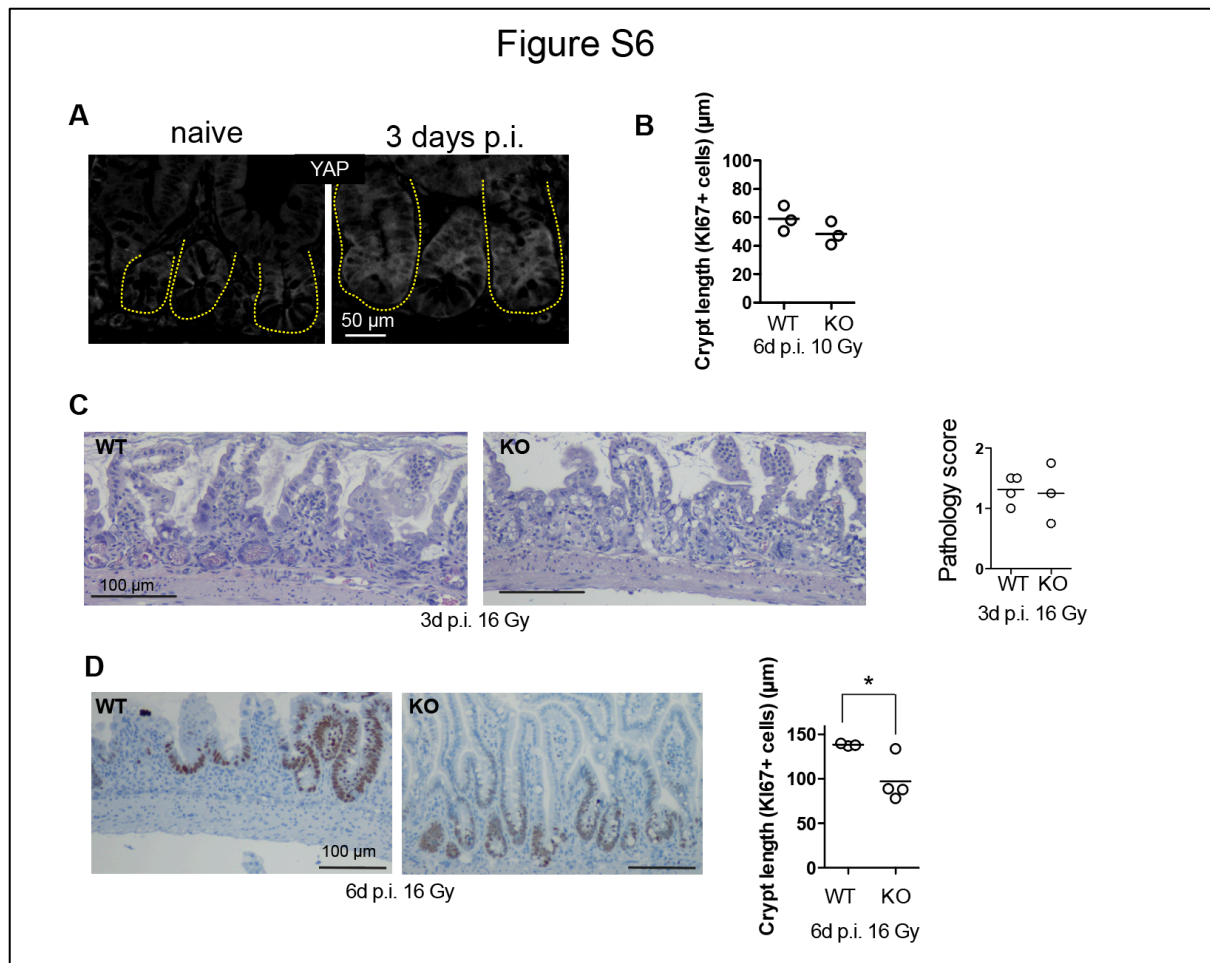 Figure S6
A
naive
3 days p.i.
YAP
50 µm
B
Crypt length (KI67+ cells) (µm)
100
80
60
40
20
0
WT KO
6d p.i. 10 Gy
C
WT
100 µm
KO
3d p.i. 16 Gy
Pathology score
2
1
0
WT KO
3d p.i. 16 Gy
D
WT
100 µm
KO
6d p.i. 16 Gy
Crypt length (KI67+ cells) (µm)
*
150
100
50
0
WT KO
6d p.i. 16 Gy